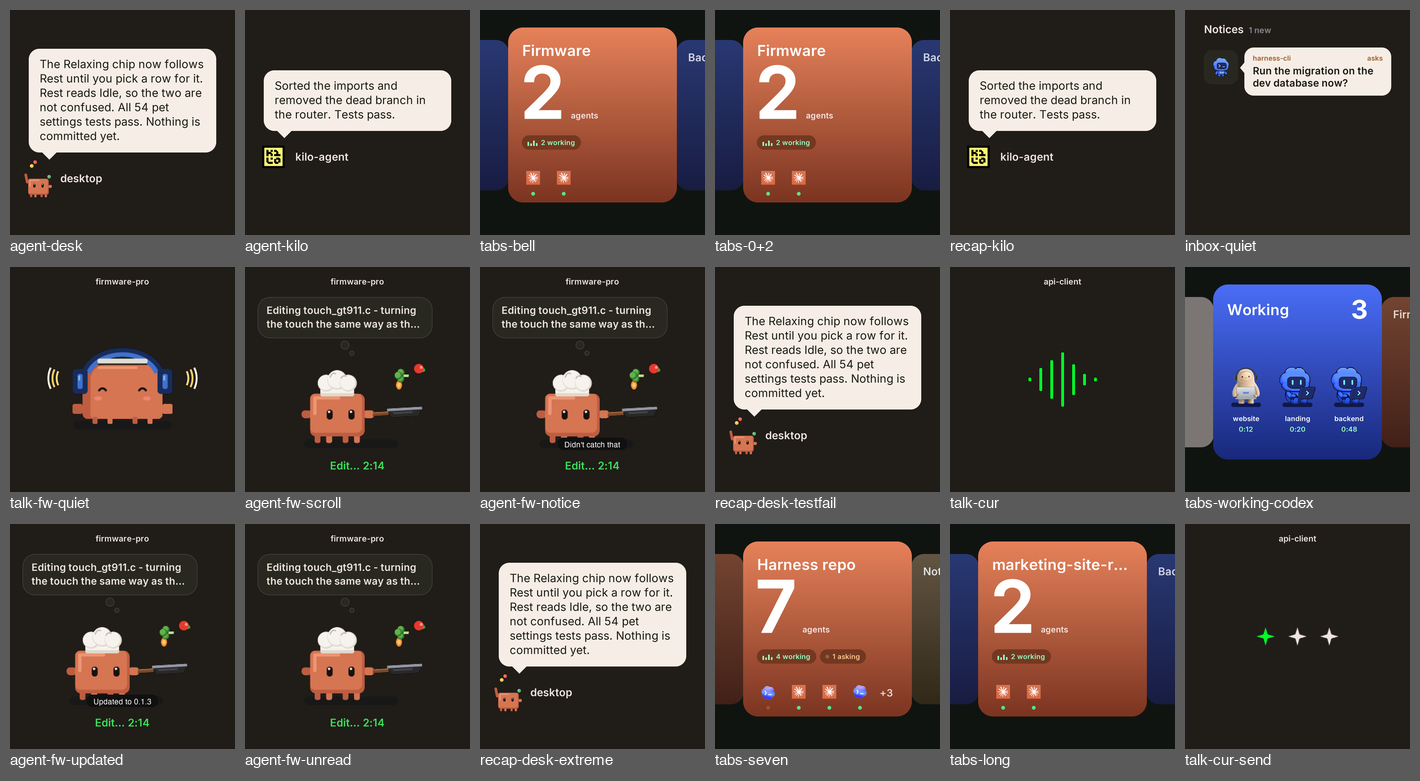 The Relaxing chip now follows
Rest until you pick a row for it.
Rest reads Idle, so the two are
not confused. All 54 pet
settings tests pass. Nothing is
committed yet.
desktop
agent-desk
Sorted the imports and
removed the dead branch in
the router. Tests pass.
kilo-agent
agent-kilo
Firmware
Bac
2
agents
2 working
tabs-bell
Firmware
Bac
2
agents
2 working
tabs-0+2
Sorted the imports and
removed the dead branch in
the router. Tests pass.
kilo-agent
recap-kilo
Notices 1 new
harness-cli asks
Run the migration on the
dev database now?
inbox-quiet
firmware-pro
talk-fw-quiet
firmware-pro
Editing touch_gt911.c - turning
the touch the same way as th...
Edit... 2:14
agent-fw-scroll
firmware-pro
Editing touch_gt911.c - turning
the touch the same way as th...
Didn't catch that
Edit... 2:14
agent-fw-notice
The Relaxing chip now follows
Rest until you pick a row for it.
Rest reads Idle, so the two are
not confused. All 54 pet
settings tests pass. Nothing is
committed yet.
desktop
recap-desk-testfail
api-client
talk-cur
Working 3
Firr
website landing backend
0:12 0:20 0:48
tabs-working-codex
firmware-pro
Editing touch_gt911.c - turning
the touch the same way as th...
Updated to 0.1.3
Edit... 2:14
agent-fw-updated
firmware-pro
Editing touch_gt911.c - turning
the touch the same way as th...
Edit... 2:14
agent-fw-unread
The Relaxing chip now follows
Rest until you pick a row for it.
Rest reads Idle, so the two are
not confused. All 54 pet
settings tests pass. Nothing is
committed yet.
desktop
recap-desk-extreme
Harness repo
Not
7
agents
4 working 1 asking
+3
tabs-seven
marketing-site-r...
Bac
2
agents
2 working
tabs-long
api-client
talk-cur-send